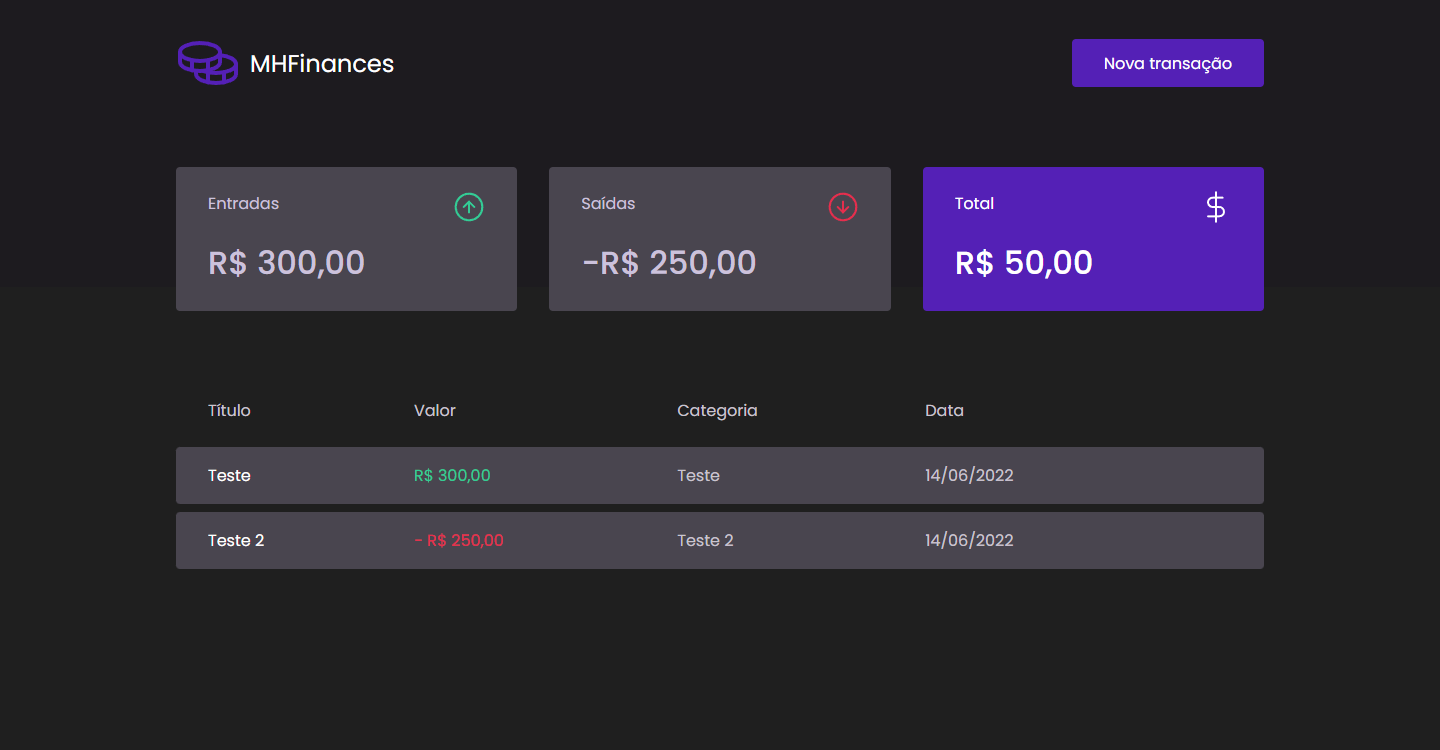 MHFinances
Nova transação
Entradas
R$ 300,00
Saídas
-R$ 250,00
Total
$
R$ 50,00
Título Valor Categoria Data
Teste R$ 300,00 Teste 14/06/2022
Teste 2 - R$ 250,00 Teste 2 14/06/2022